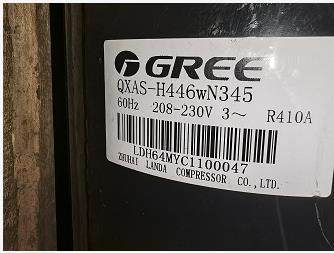 GREE
QXAS-H446wN345
60Hz 208-230V 3~ R410A
LDH64MYC1100047
ZHUHAI LANDA COMPRESSOR CO.,LTD.